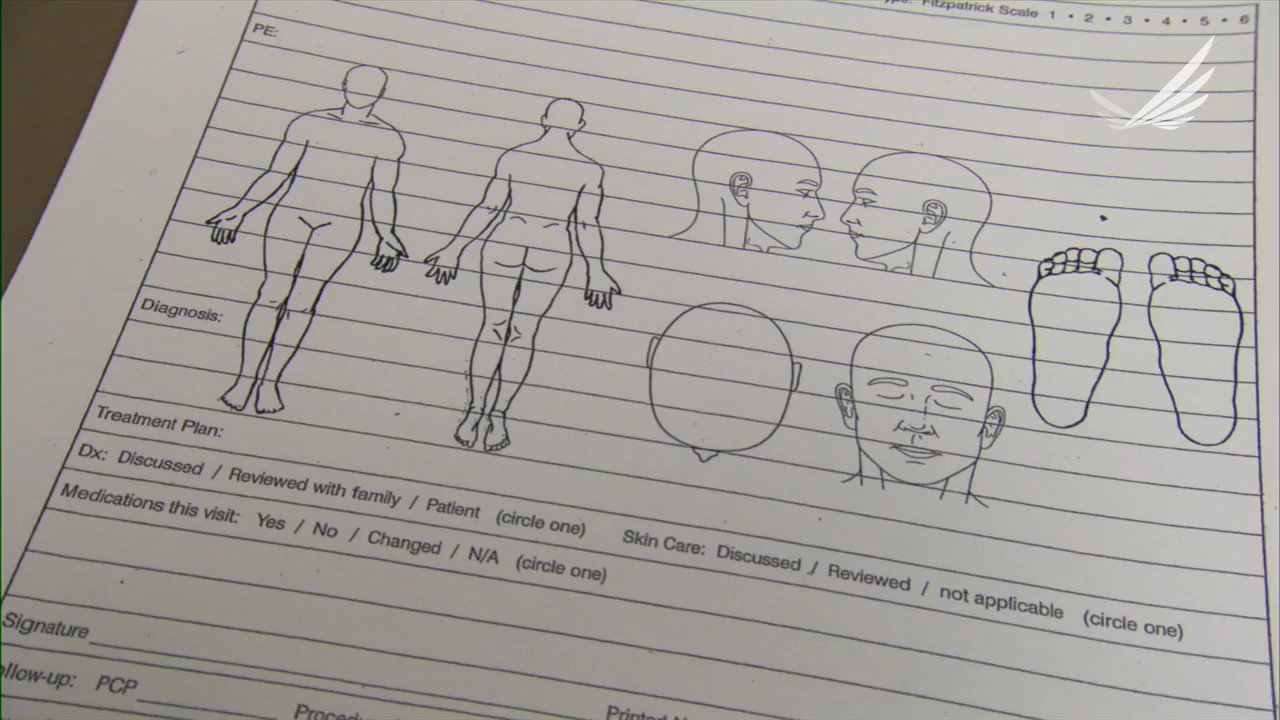 Fitzpatrick Scale 1 • 2 • 3 • 4 • 5 • 6
PE:
Diagnosis:
Treatment Plan:
Dx: Discussed / Reviewed with family / Patient (circle one) Skin Care: Discussed / Reviewed / not applicable (circle one)
Medications this visit: Yes / No / Changed / N/A (circle one)
Signature
PCP